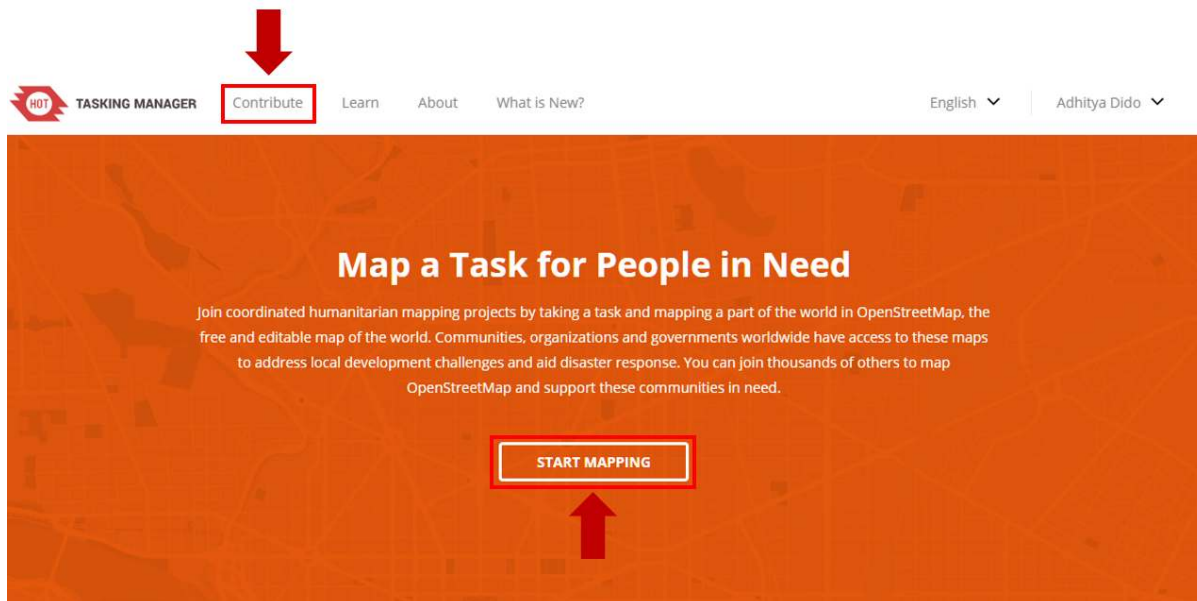 HOT TASKING MANAGER Contribute Learn About What is New? English Adhitya Dido
Map a Task for People in Need
Join coordinated humanitarian mapping projects by taking a task and mapping a part of the world in OpenStreetMap, the
free and editable map of the world. Communities, organizations and governments worldwide have access to these maps
to address local development challenges and aid disaster response. You can join thousands of others to map
OpenStreetMap and support these communities in need.
START MAPPING